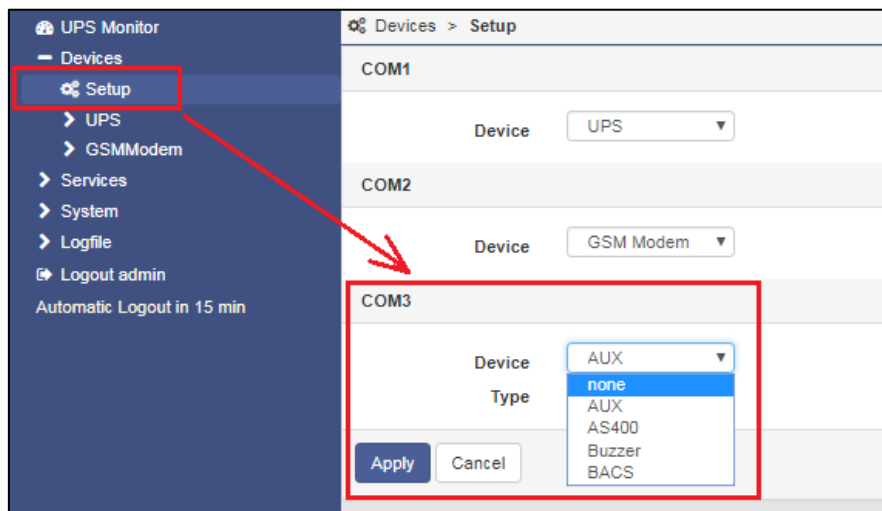 UPS Monitor
Devices
Setup
UPS
GSMModem
Services
System
Logfile
Logout admin
Automatic Logout in 15 min
Devices > Setup
COM1
Device UPS
COM2
Device GSM Modem
COM3
Device AUX
Type
none
AUX
AS400
Buzzer
BACS
Apply Cancel